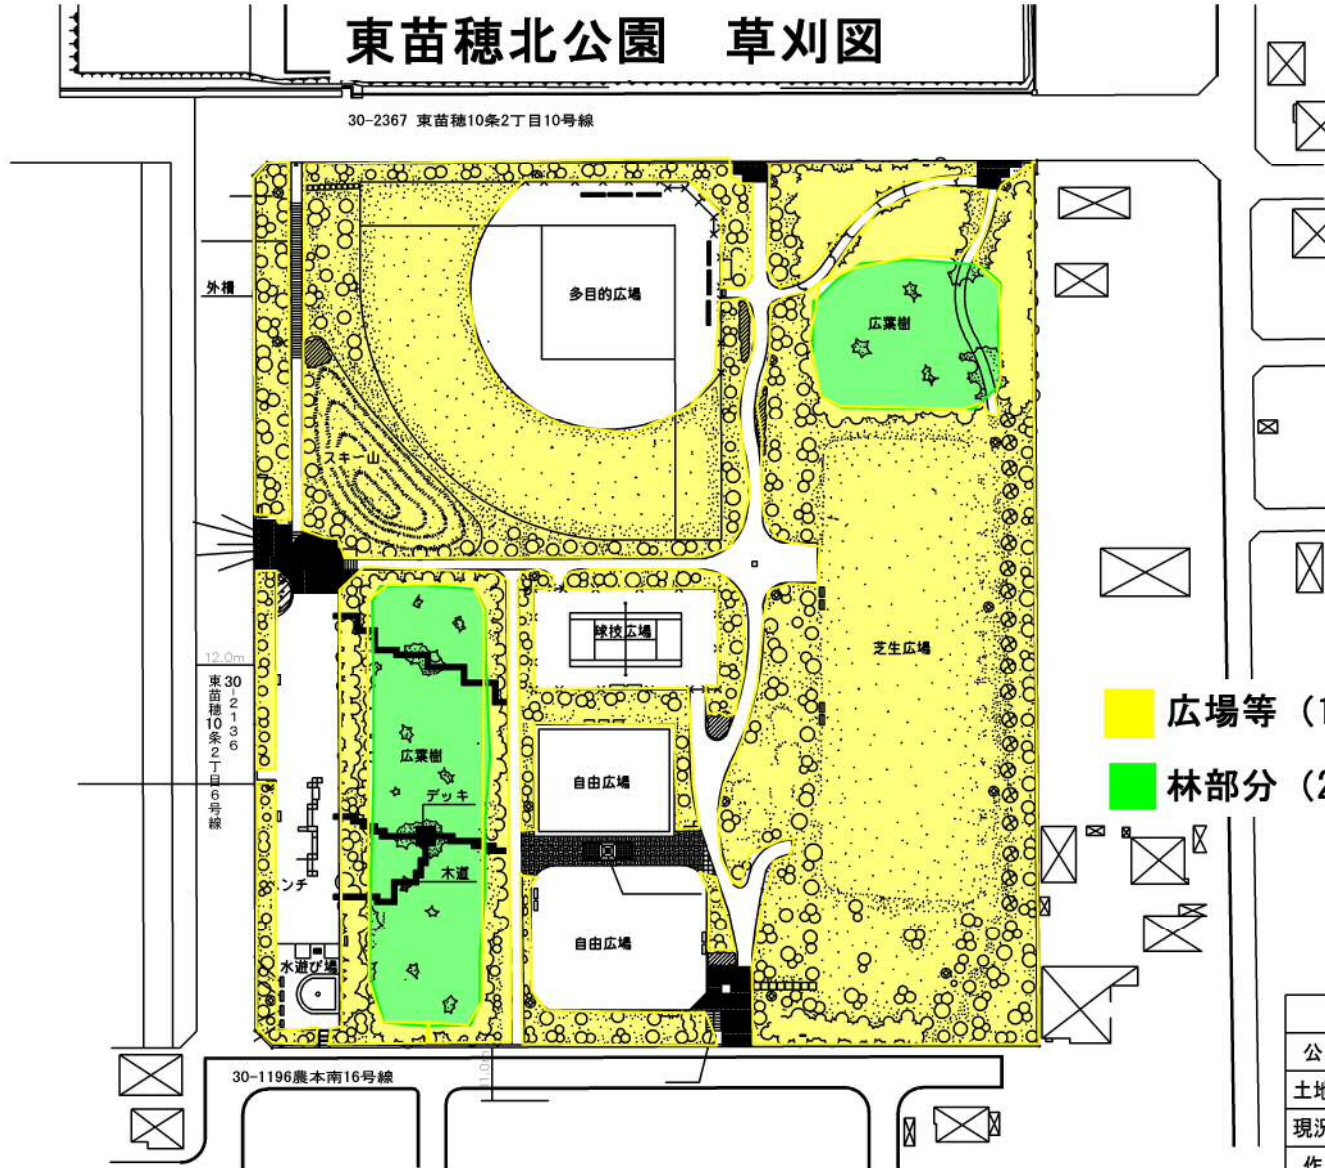 東苗穂北公園　草刈図
30-2367 東苗穂10条2丁目10号線
外柵
多目的広場
広葉樹
スキー山
球技広場
芝生広場
12.0m
30-2136
東苗穂10条2丁目6号線
広場等（1
林部分（2
広葉樹
デッキ
自由広場
木道
ンチ
自由広場
水遊び場
30-1196農本南16号線
公
土地
現況
作